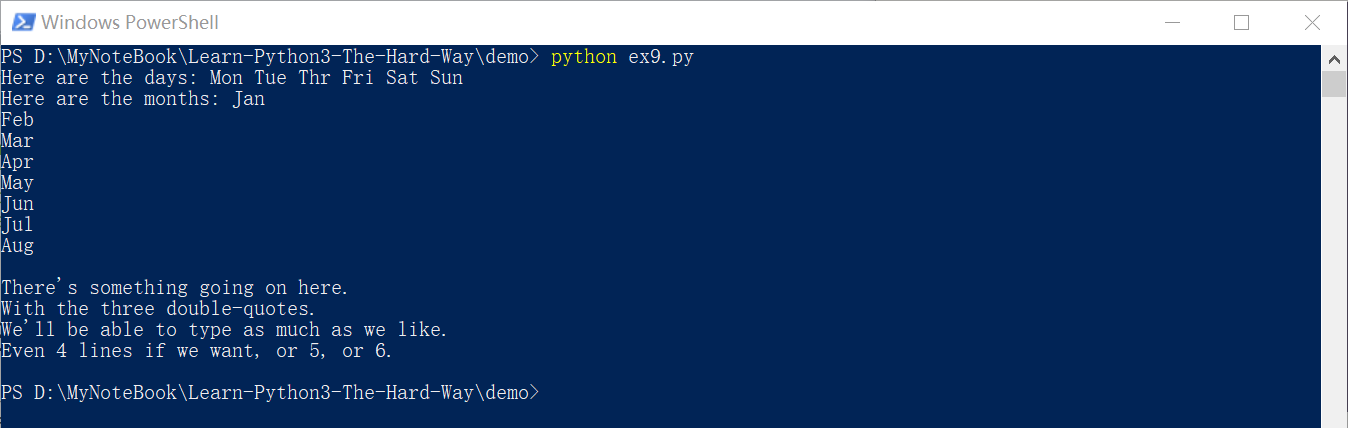 Windows PowerShell
PS D:\MyNoteBook\Learn-Python3-The-Hard-Way\demo> python ex9.py
Here are the days: Mon Tue Thr Fri Sat Sun
Here are the months: Jan
Feb
Mar
Apr
May
Jun
Jul
Aug
There's something going on here.
With the three double-quotes.
We'll be able to type as much as we like.
Even 4 lines if we want, or 5, or 6.
PS D:\MyNoteBook\Learn-Python3-The-Hard-Way\demo>